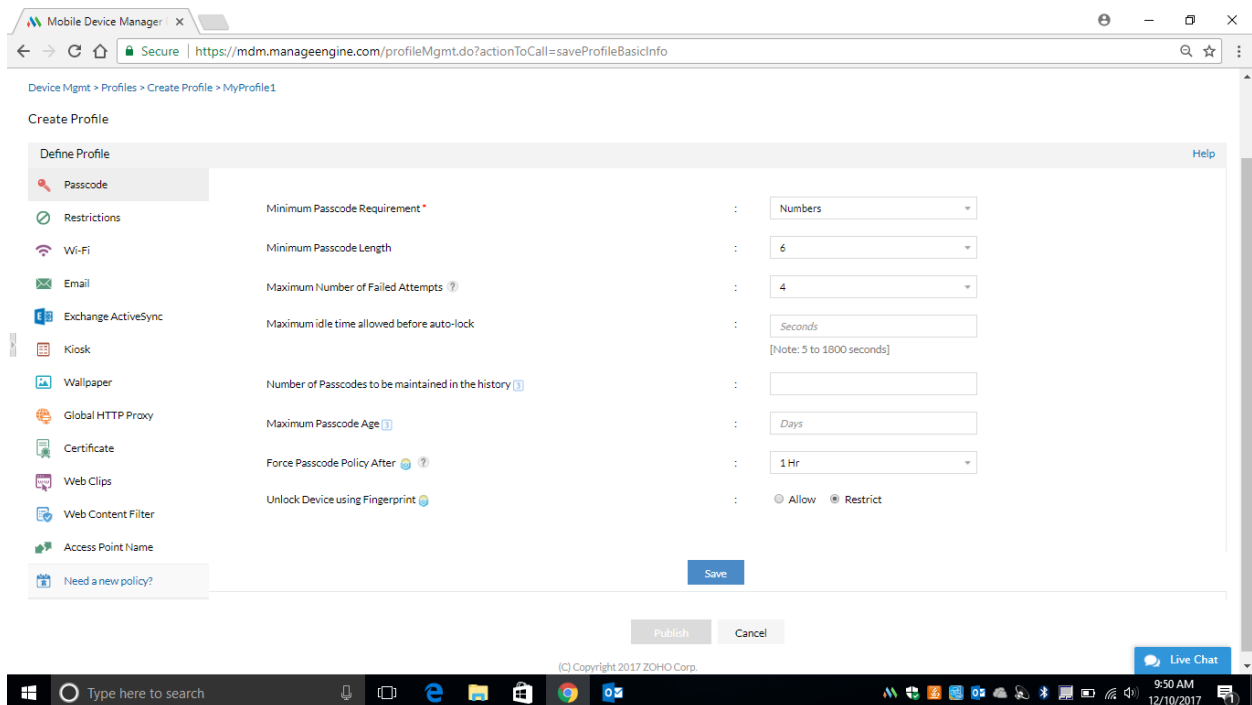 Mobile Device Manager
Secure | https://mdm.manageengine.com/profileMgmt.do?actionToCall=saveProfileBasicInfo
Device Mgmt > Profiles > Create Profile > MyProfile1
Create Profile
Define Profile Help
Passcode
Restrictions
Wi-Fi
Email
Exchange ActiveSync
Kiosk
Wallpaper
Global HTTP Proxy
Certificate
Web Clips
Web Content Filter
Access Point Name
Need a new policy?
Minimum Passcode Requirement* : Numbers
Minimum Passcode Length : 6
Maximum Number of Failed Attempts ? : 4
Maximum idle time allowed before auto-lock : Seconds
[Note: 5 to 1800 seconds]
Number of Passcodes to be maintained in the history 3 :
Maximum Passcode Age 3 : Days
Force Passcode Policy After ? : 1 Hr
Unlock Device using Fingerprint : Allow Restrict
Save
Publish Cancel
(C) Copyright 2017 ZOHO Corp.
Live Chat
Type here to search
9:50 AM
12/10/2017